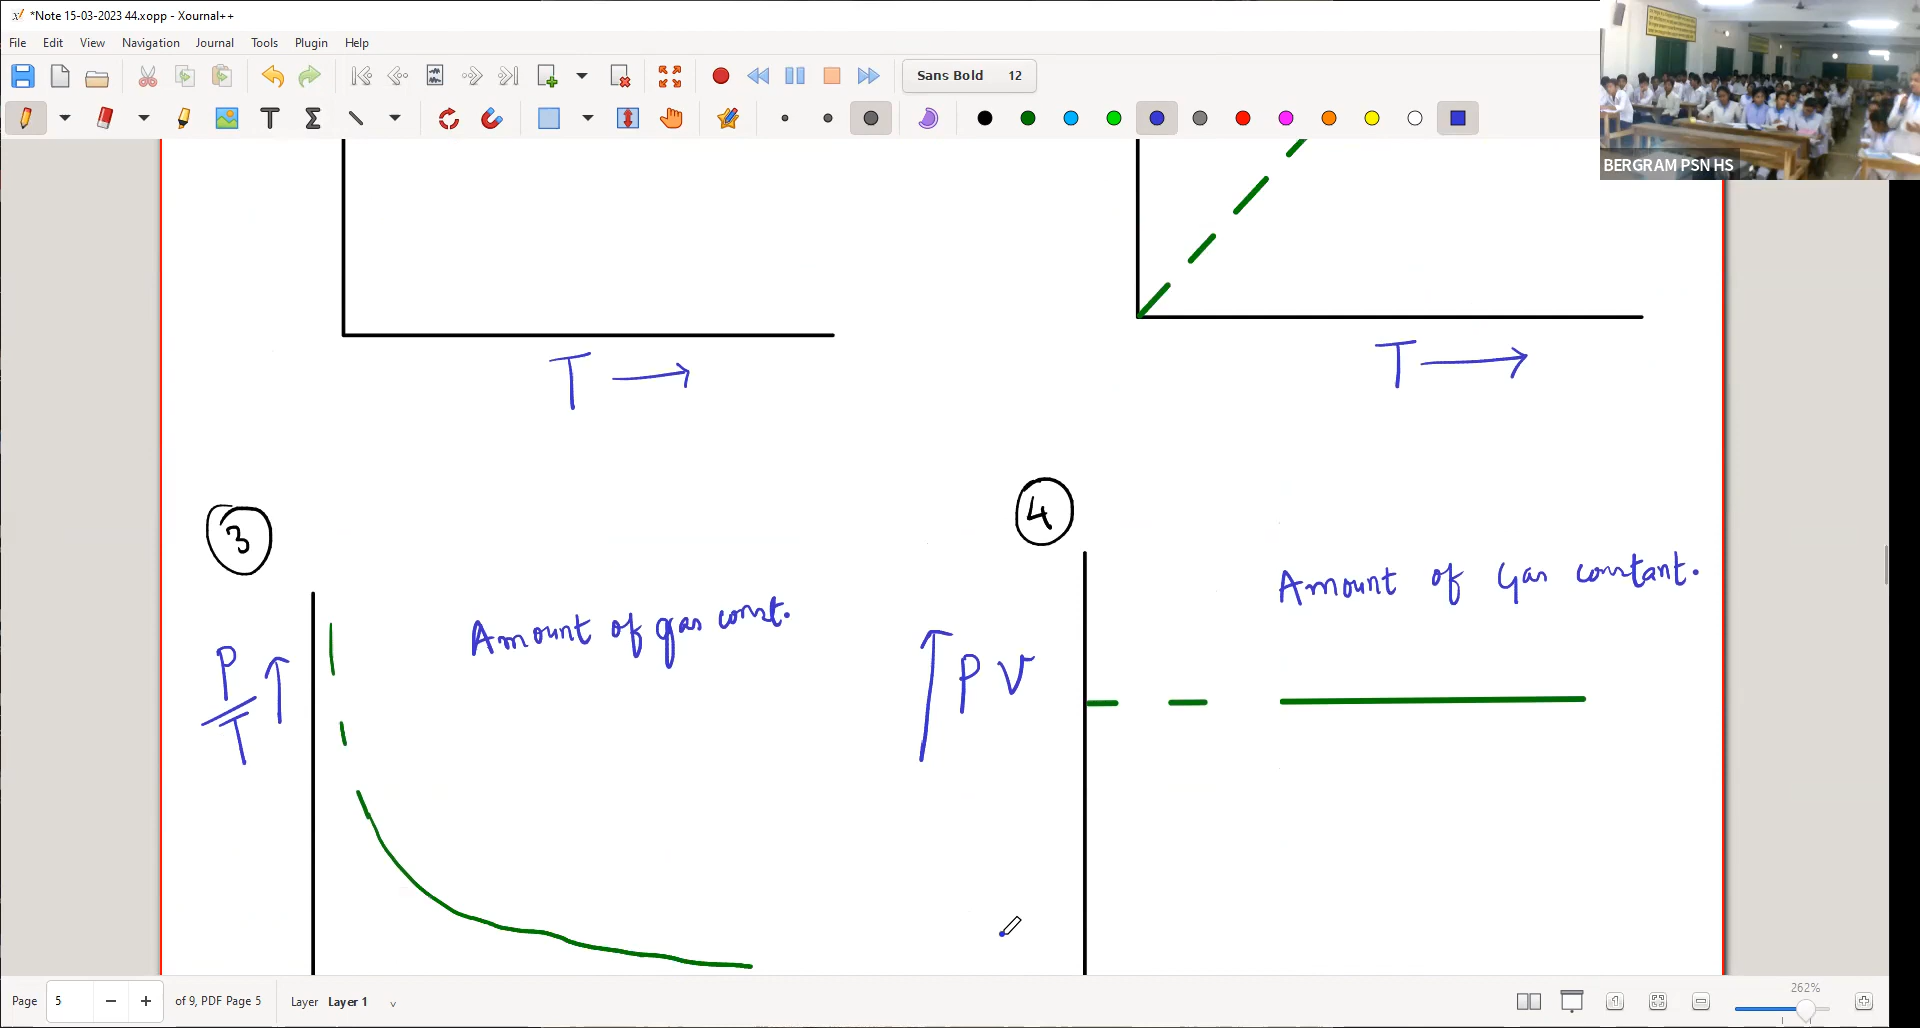 *Note 15-03-2023 44.xopp - Xournal++
File Edit View Navigation Journal Tools Plugin Help
Sans Bold 12
BERGRAM PSN HS
T →
T →
3
4
Amount of gas const.
Amount of Gas constant.
P/T ↑
↑ PV
Page 5 of 9, PDF Page 5 Layer Layer 1
262%